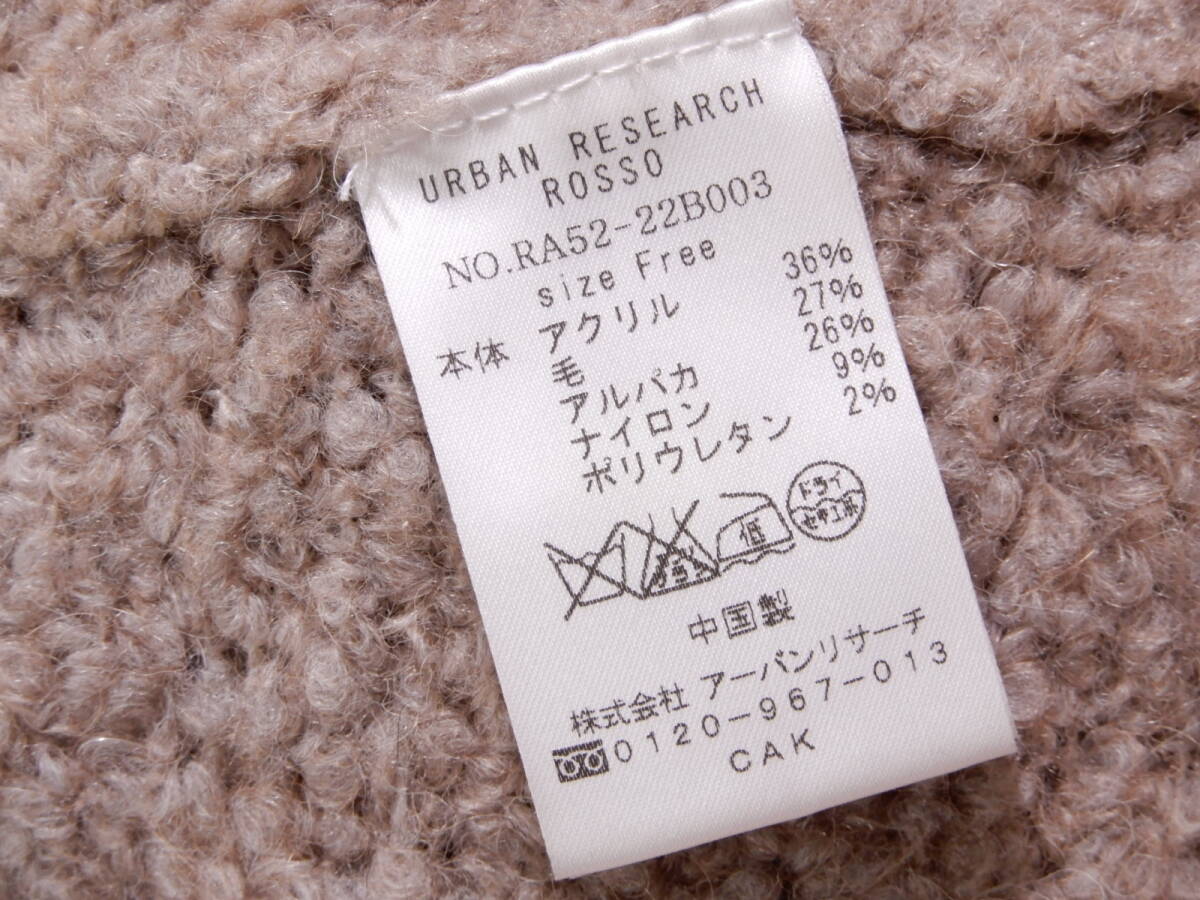 URBAN RESEARCH
ROSSO
NO.RA52-22B003
size Free
本体 アクリル 36%
毛 27%
アルパカ 26%
ナイロン 9%
ポリウレタン 2%
低
ドライ
セキユ系
中国製
株式会社 アーバンリサーチ
0120-967-013
CAK